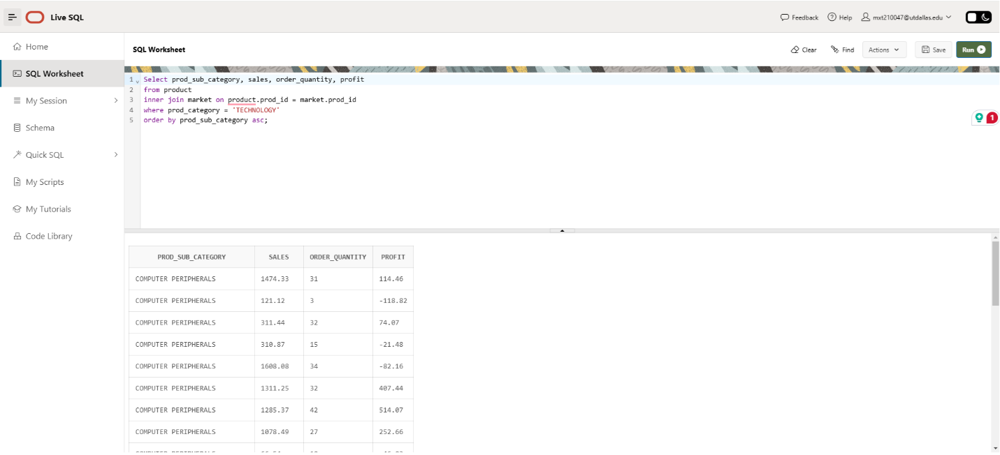 Live SQL
Feedback
Help
mxt210047@utdallas.edu
Home
SQL Worksheet
My Session
Schema
Quick SQL
My Scripts
My Tutorials
Code Library
SQL Worksheet
Clear
Find
Actions
Save
Run
1 Select prod_sub_category, sales, order_quantity, profit
2 from product
3 inner join market on product.prod_id = market.prod_id
4 where prod_category = 'TECHNOLOGY'
5 order by prod_sub_category asc;
1
PROD_SUB_CATEGORY SALES ORDER_QUANTITY PROFIT
COMPUTER PERIPHERALS 1474.33 31 114.46
COMPUTER PERIPHERALS 121.12 3 -118.82
COMPUTER PERIPHERALS 311.44 32 74.07
COMPUTER PERIPHERALS 310.87 15 -21.48
COMPUTER PERIPHERALS 1608.08 34 -82.16
COMPUTER PERIPHERALS 1311.25 32 407.44
COMPUTER PERIPHERALS 1285.37 42 514.07
COMPUTER PERIPHERALS 1078.49 27 252.66